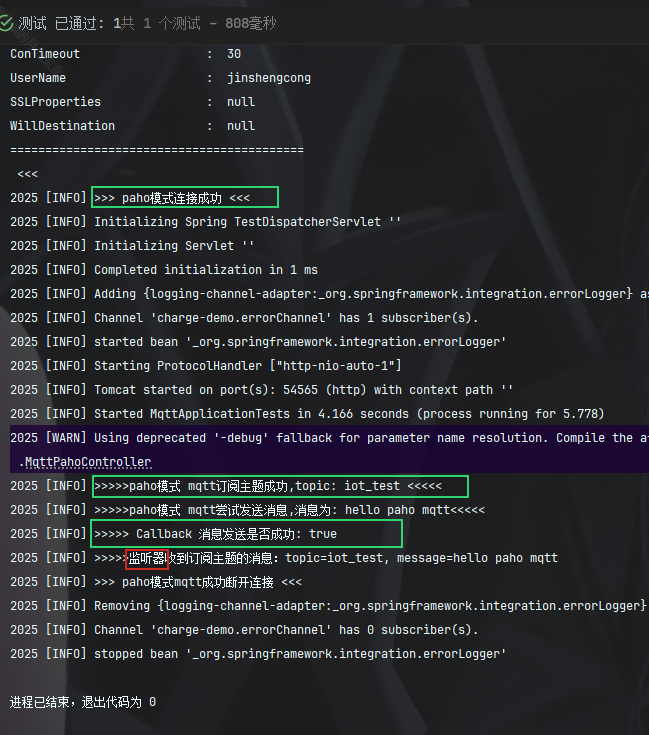 测试 已通过: 1共 1 个测试 – 808毫秒
ConTimeout                  :  30
UserName                    :  jinshengcong
SSLProperties               :  null
WillDestination             :  null
==========================================
<<<
2025 [INFO] >>> paho模式连接成功 <<<
2025 [INFO] Initializing Spring TestDispatcherServlet ''
2025 [INFO] Initializing Servlet ''
2025 [INFO] Completed initialization in 1 ms
2025 [INFO] Adding {logging-channel-adapter:_org.springframework.integration.errorLogger} as
2025 [INFO] Channel 'charge-demo.errorChannel' has 1 subscriber(s).
2025 [INFO] started bean '_org.springframework.integration.errorLogger'
2025 [INFO] Starting ProtocolHandler ["http-nio-auto-1"]
2025 [INFO] Tomcat started on port(s): 54565 (http) with context path ''
2025 [INFO] Started MqttApplicationTests in 4.166 seconds (process running for 5.778)
2025 [WARN] Using deprecated '-debug' fallback for parameter name resolution. Compile the
.MqttPahoController
2025 [INFO] >>>>>paho模式 mqtt订阅主题成功,topic: iot_test <<<<<
2025 [INFO] >>>>>paho模式 mqtt尝试发送消息,消息为: hello paho mqtt<<<<<
2025 [INFO] >>>>> Callback 消息发送是否成功: true
2025 [INFO] >>>>>监听器收到订阅主题的消息: topic=iot_test, message=hello paho mqtt
2025 [INFO] >>> paho模式mqtt成功断开连接 <<<
2025 [INFO] Removing {logging-channel-adapter:_org.springframework.integration.errorLogger}
2025 [INFO] Channel 'charge-demo.errorChannel' has 0 subscriber(s).
2025 [INFO] stopped bean '_org.springframework.integration.errorLogger'
进程已结束，退出代码为 0